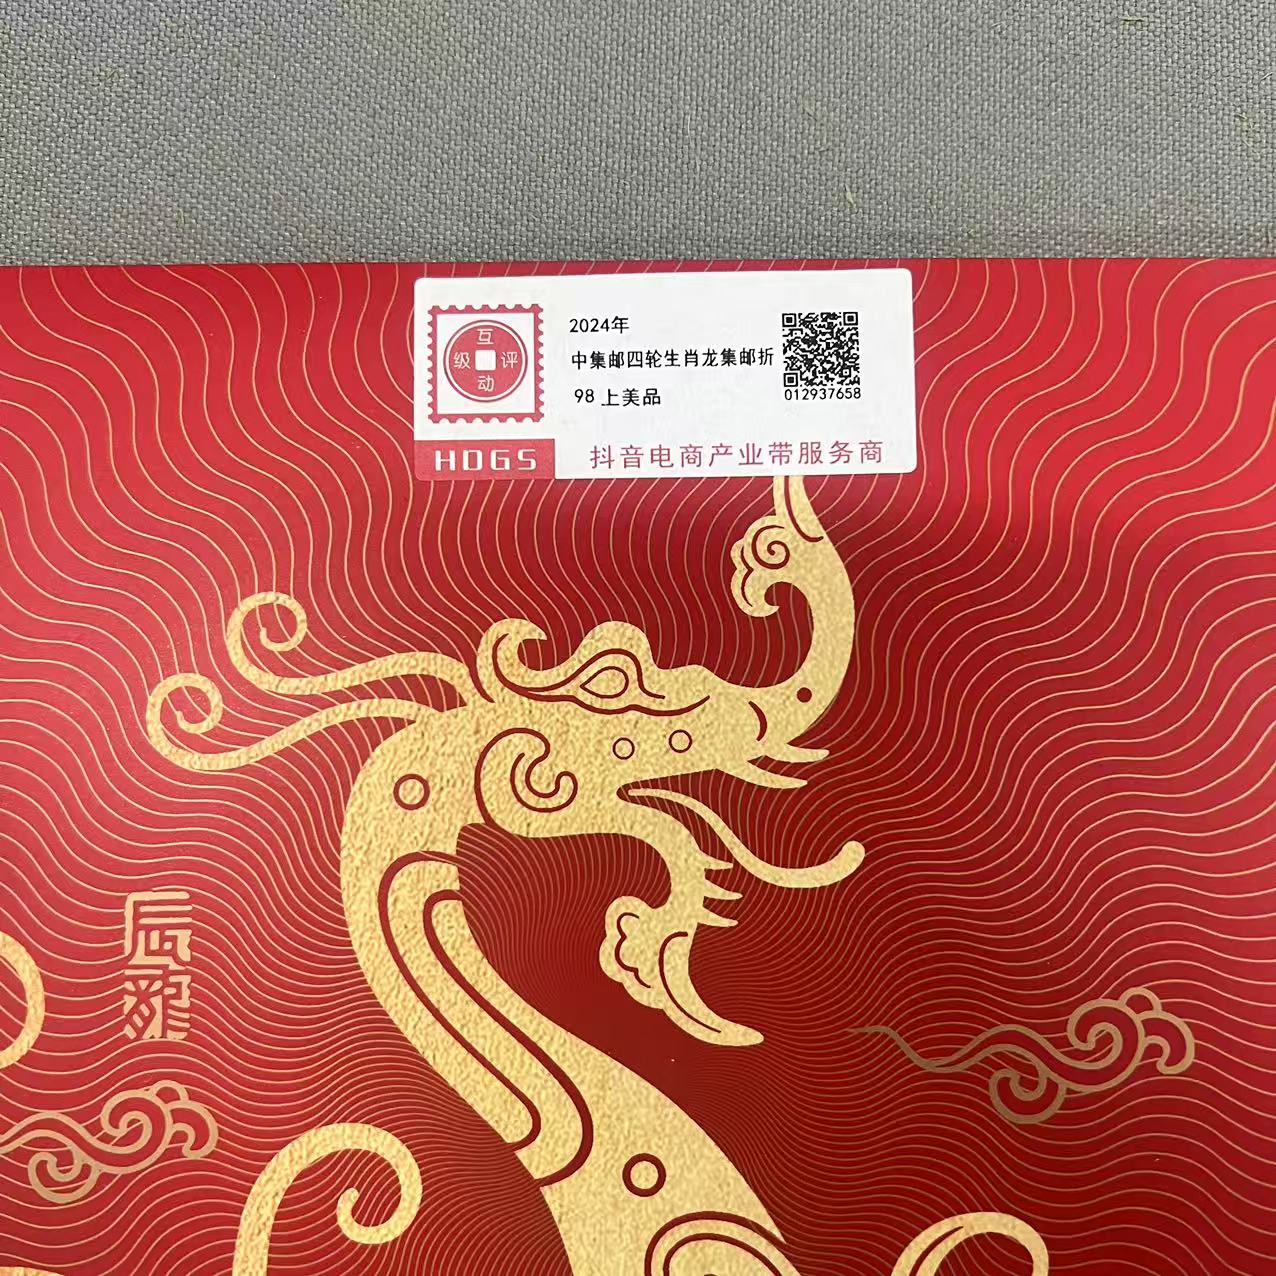 互
级 评
动
HDGS
2024年
中集邮四轮生肖龙集邮折
98 上美品
012937658
抖音电商产业带服务商
辰
龍